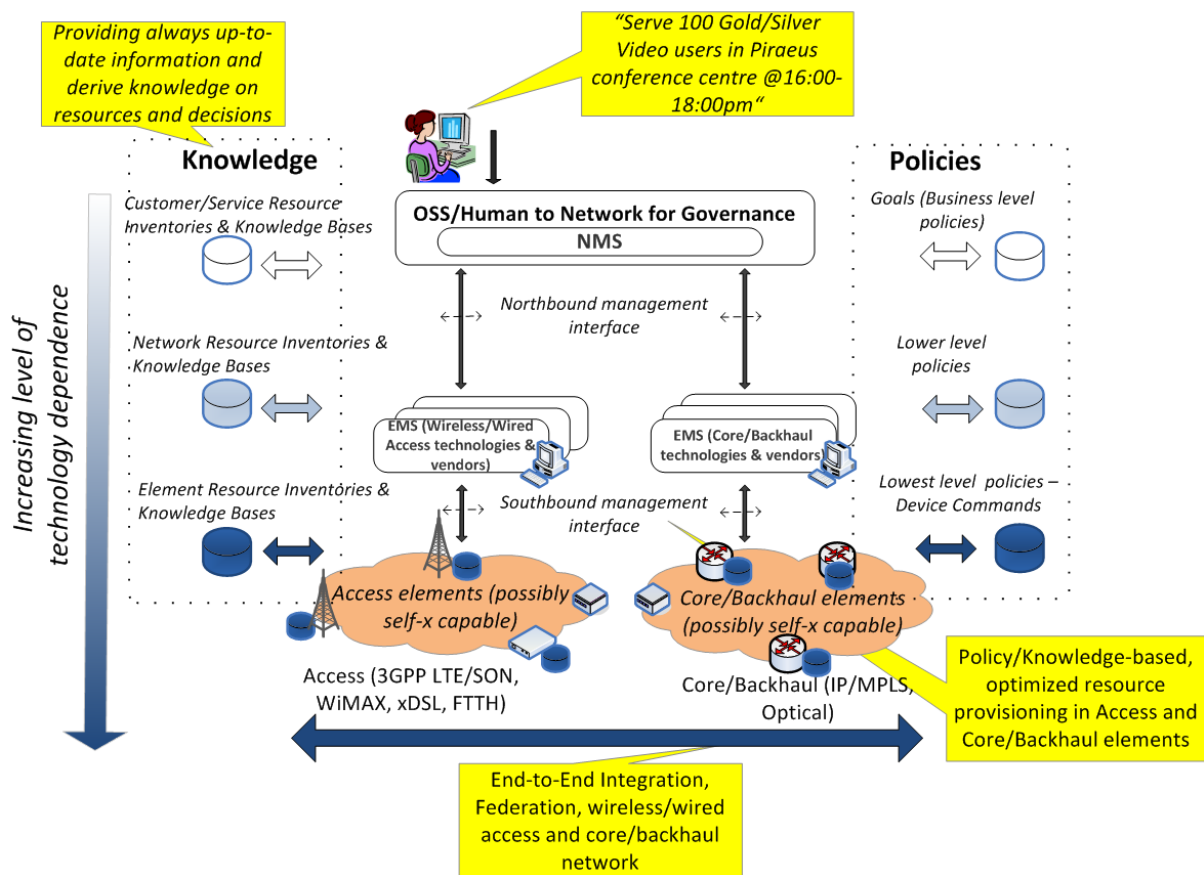 Providing always up-to-
date information and
derive knowledge on
resources and decisions
“Serve 100 Gold/Silver
Video users in Piraeus
conference centre @16:00-
18:00pm“
Knowledge
Policies
Customer/Service Resource
Inventories & Knowledge Bases
OSS/Human to Network for Governance
NMS
Goals (Business level
policies)
Increasing level of
technology dependence
Northbound management
interface
Network Resource Inventories &
Knowledge Bases
Lower level
policies
EMS (Wireless/Wired
Access technologies &
vendors)
EMS (Core/Backhaul
technologies & vendors)
Element Resource Inventories &
Knowledge Bases
Southbound management
interface
Lowest level policies –
Device Commands
Access elements (possibly
self-x capable)
Core/Backhaul elements
(possibly self-x capable)
Access (3GPP LTE/SON,
WiMAX, xDSL, FTTH)
Core/Backhaul (IP/MPLS,
Optical)
Policy/Knowledge-based,
optimized resource
provisioning in Access and
Core/Backhaul elements
End-to-End Integration,
Federation, wireless/wired
access and core/backhaul
network